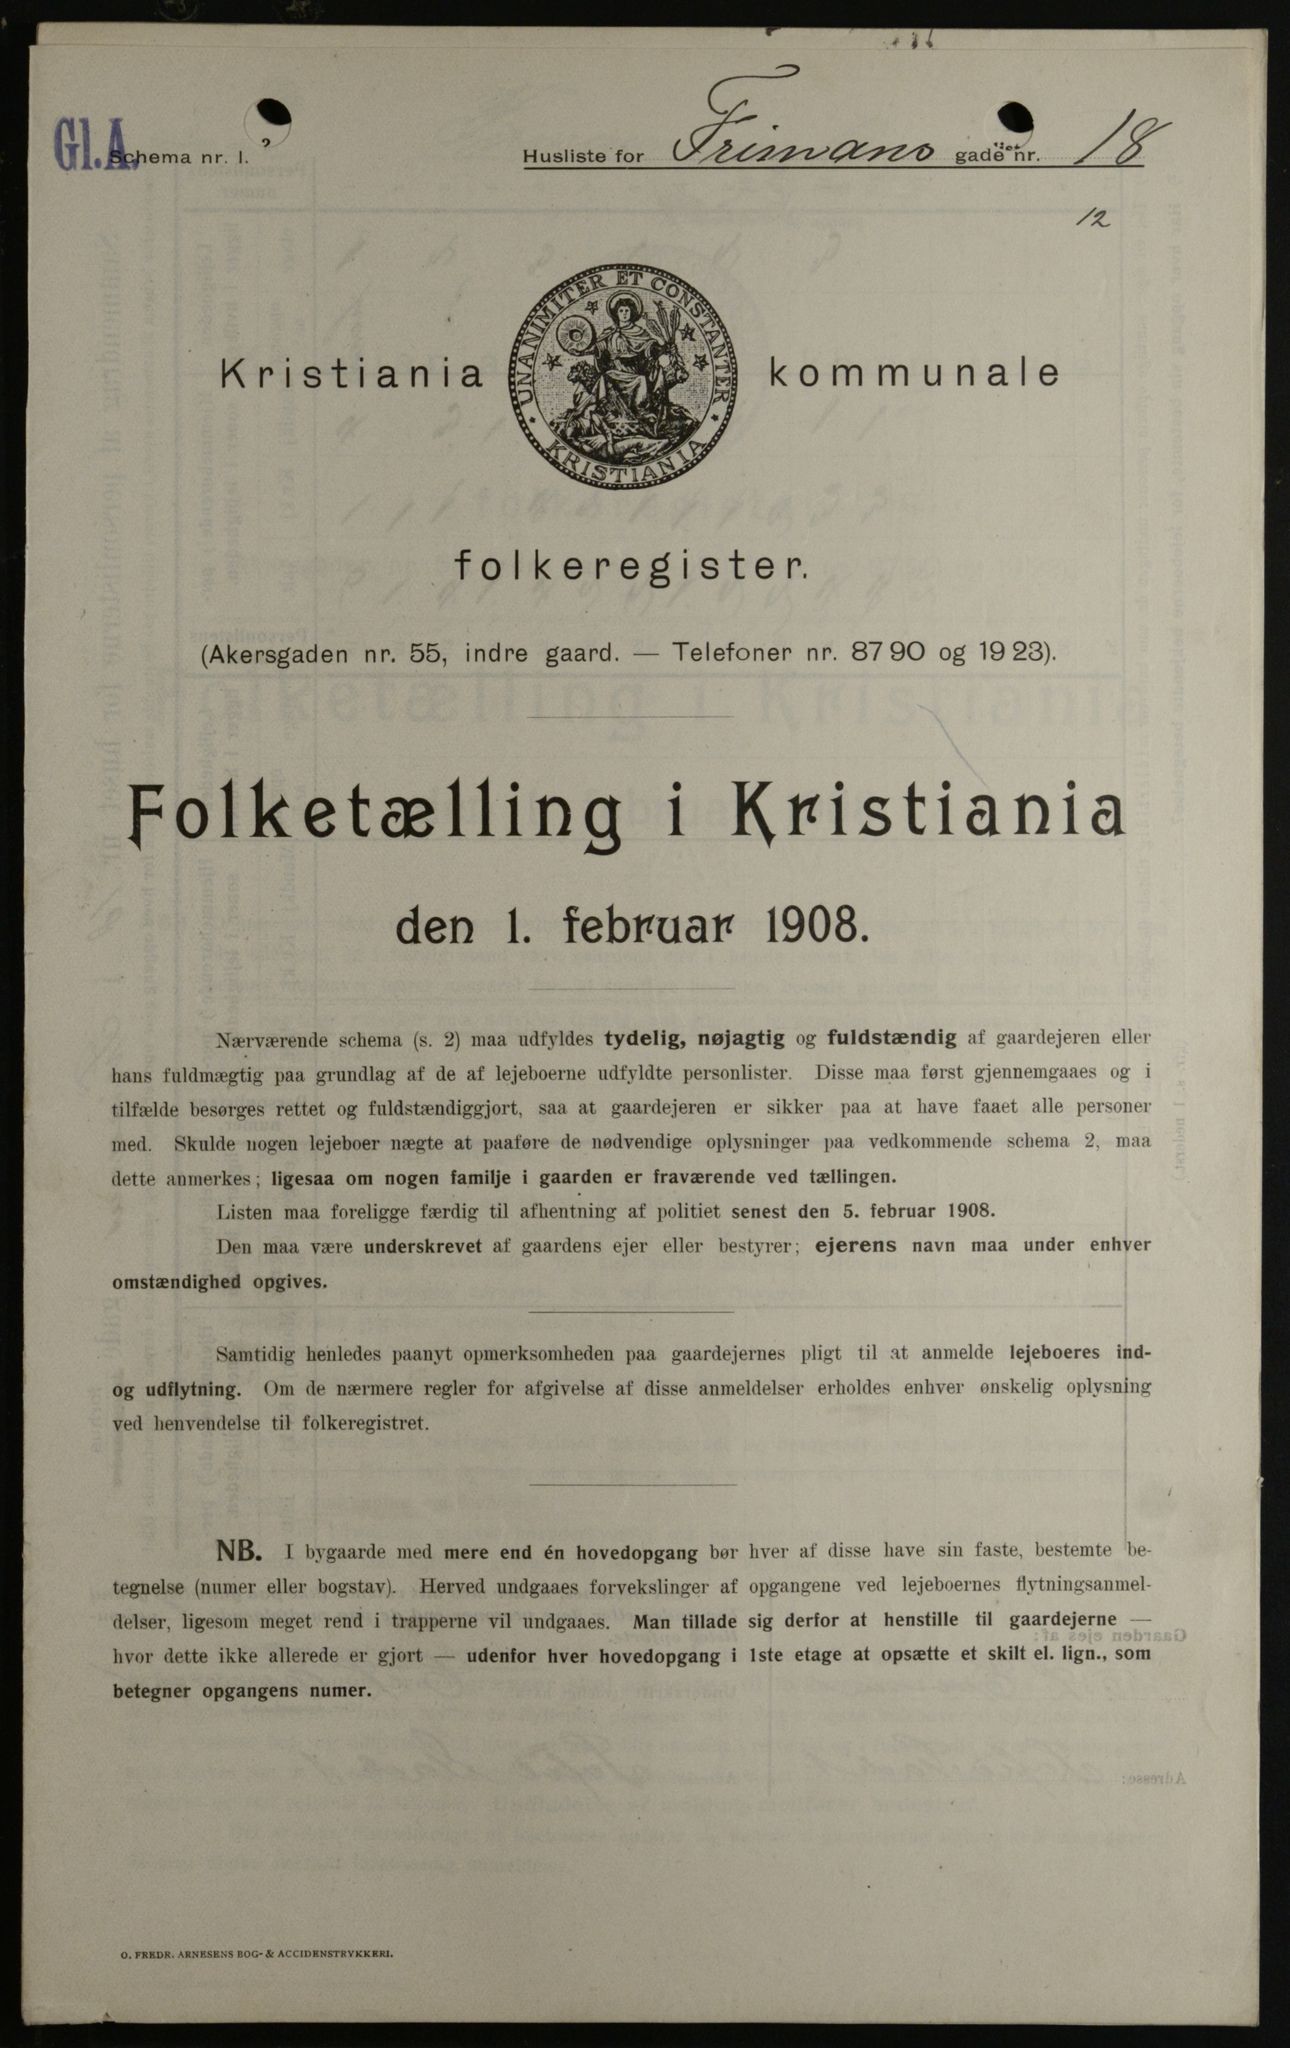 Gl. A.
Schema nr. 1.
Husliste for Frimans gade nr. 18
12
UNANIMITER ET CONSTANTER
KRISTIANIA
Kristiania kommunale
folkeregister.
(Akersgaden nr. 55, indre gaard. — Telefoner nr. 8790 og 1923).
Folketælling i Kristiania
den 1. februar 1908.
Nærværende schema (s. 2) maa udfyldes tydelig, nøjagtig og fuldstændig af gaardejeren eller
hans fuldmægtig paa grundlag af de af lejeboerne udfyldte personlister. Disse maa først gjennemgaaes og i
tilfælde besørges rettet og fuldstændiggjort, saa at gaardejeren er sikker paa at have faaet alle personer
med. Skulde nogen lejeboer nægte at paaføre de nødvendige oplysninger paa vedkommende schema 2, maa
dette anmerkes; ligesaa om nogen familje i gaarden er fraværende ved tællingen.
Listen maa foreligge færdig til afhentning af politiet senest den 5. februar 1908.
Den maa være underskrevet af gaardens ejer eller bestyrer; ejerens navn maa under enhver
omstændighed opgives.
Samtidig henledes paanyt opmerksomheden paa gaardejernes pligt til at anmelde lejeboeres ind-
og udflytning. Om de nærmere regler for afgivelse af disse anmeldelser erholdes enhver ønskelig oplysning
ved henvendelse til folkeregistret.
NB. I bygaarde med mere end én hovedopgang bør hver af disse have sin faste, bestemte be-
tegnelse (numer eller bogstav). Herved undgaaes forvekslinger af opgangene ved lejeboernes flytningsanmel-
delser, ligesom meget rend i trapperne vil undgaaes. Man tillade sig derfor at henstille til gaardejerne —
hvor dette ikke allerede er gjort — udenfor hver hovedopgang i 1ste etage at opsætte et skilt el. lign., som
betegner opgangens numer.
O. FREDR. ARNESENS BOG- & ACCIDENSTRYKKERI.